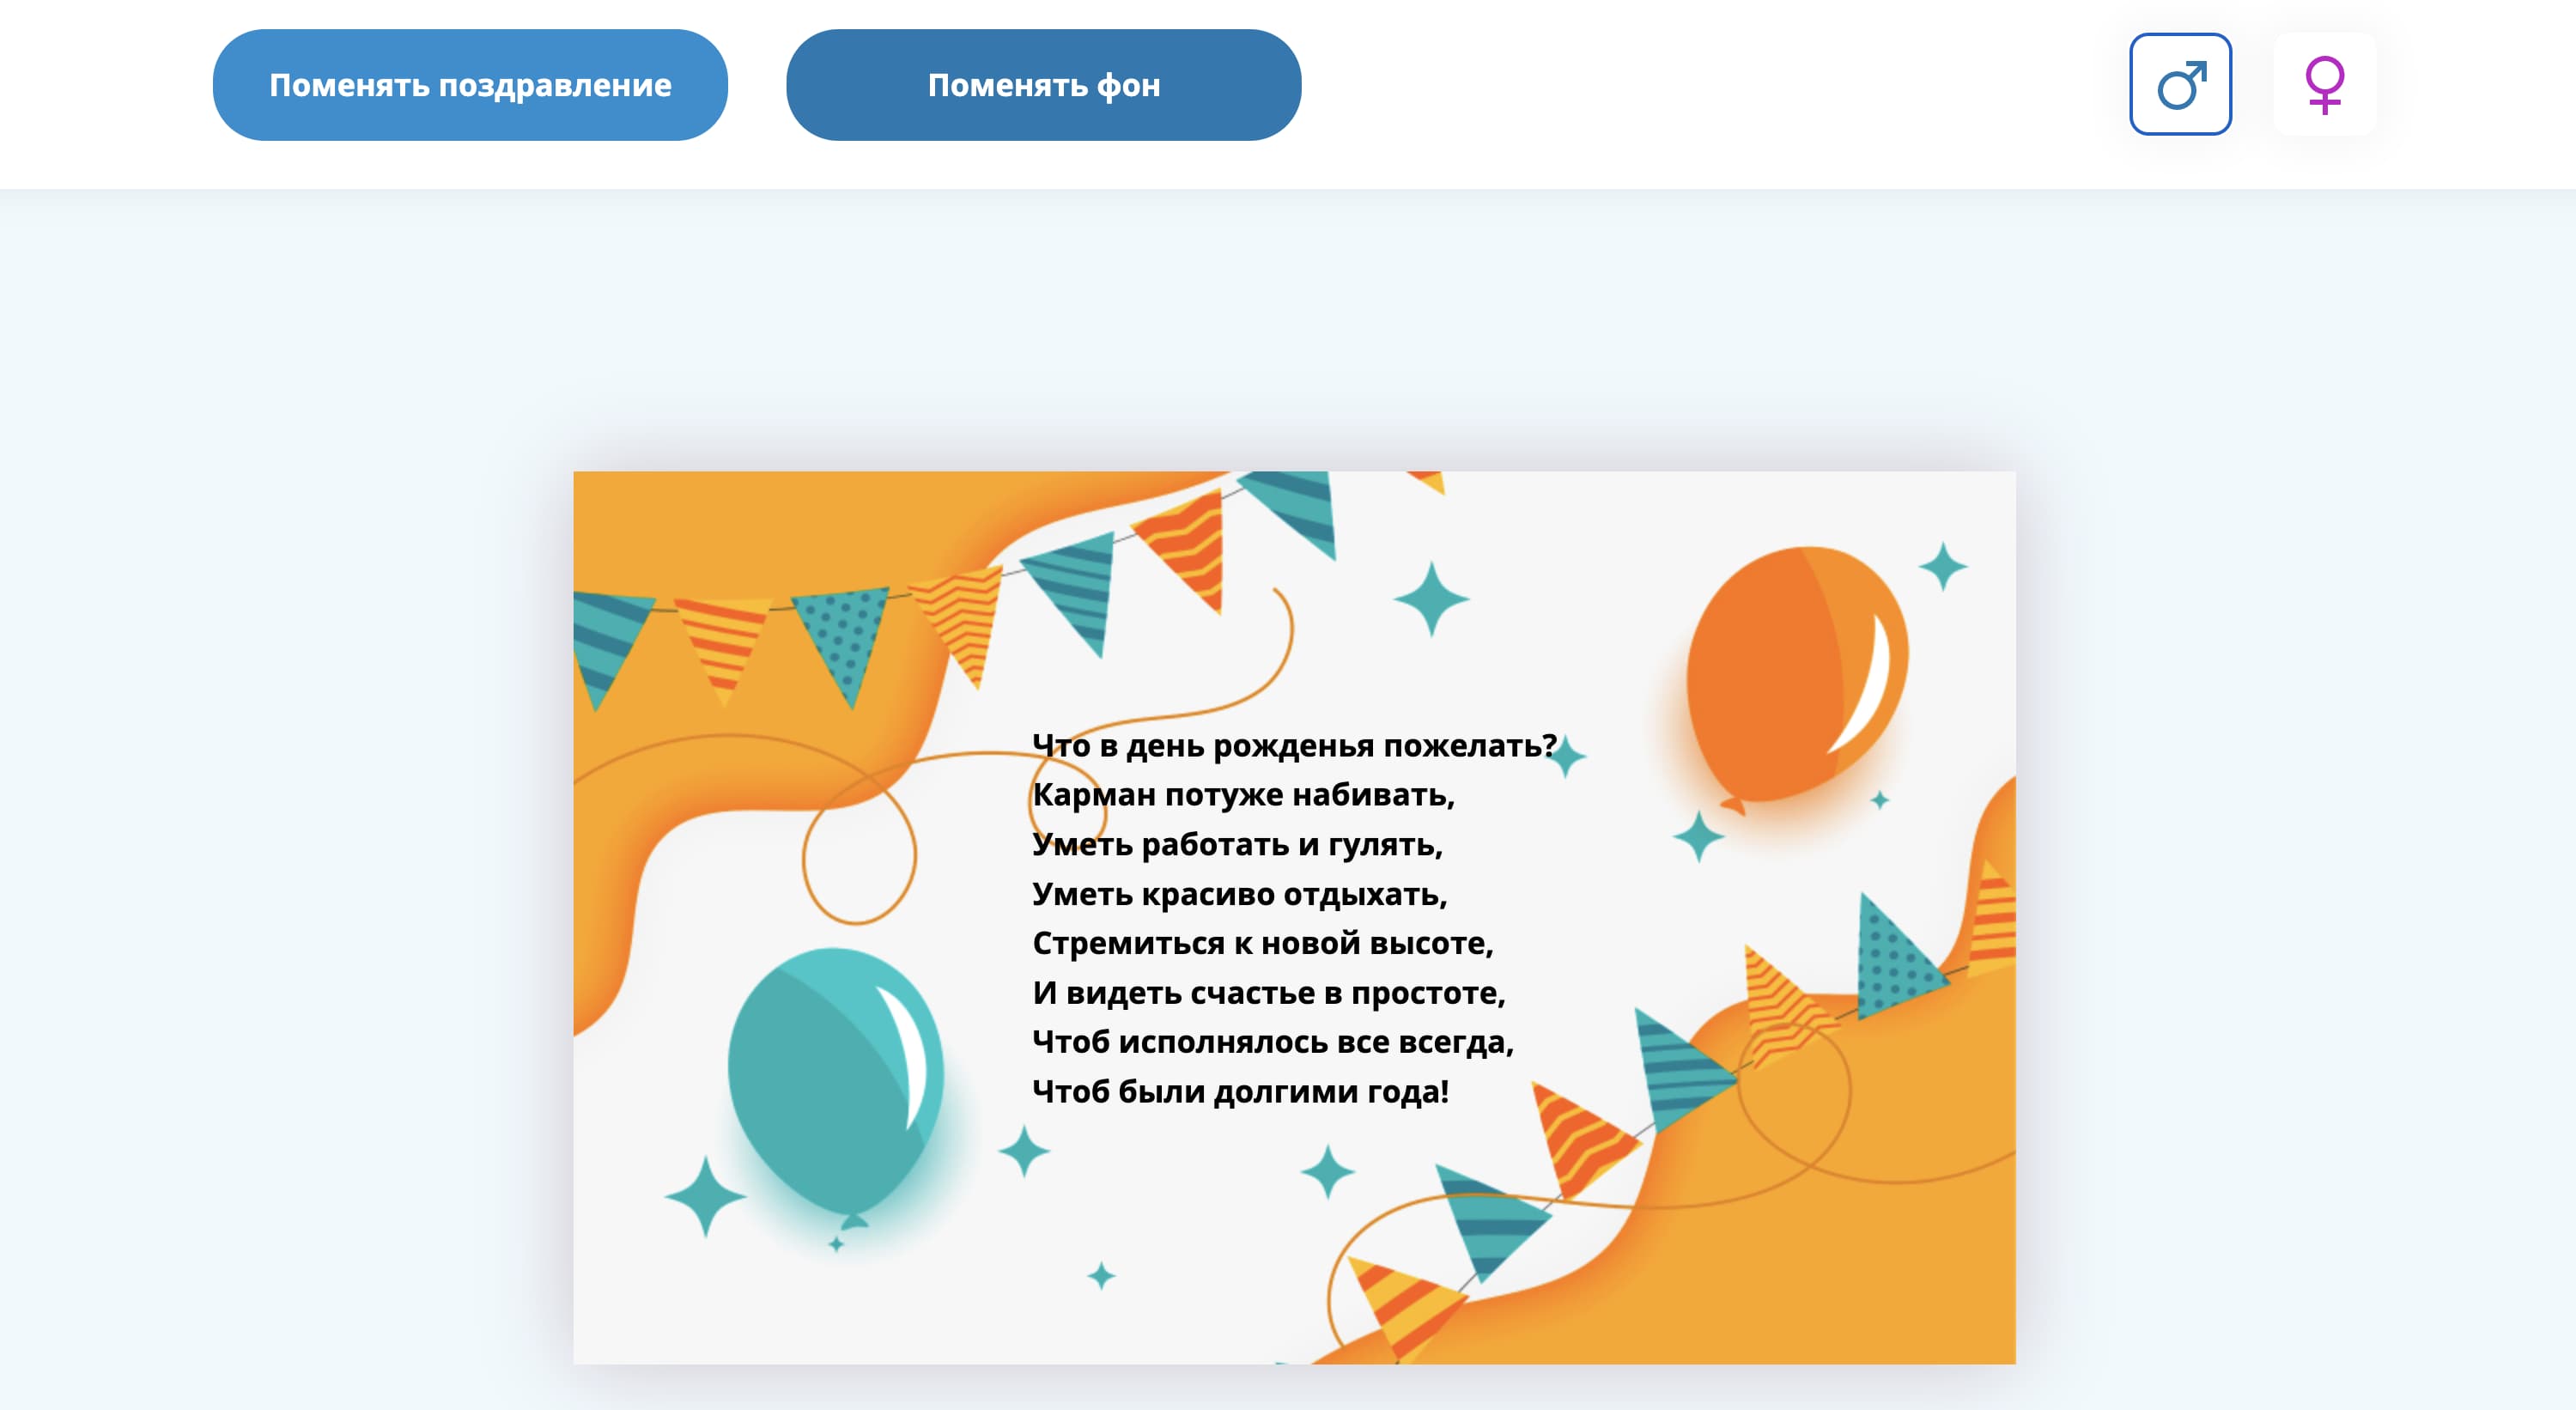 Поменять поздравление
Поменять фон
Что в день рожденья пожелать?
Карман потуже набивать,
Уметь работать и гулять,
Уметь красиво отдыхать,
Стремиться к новой высоте,
И видеть счастье в простоте,
Чтоб исполнялось все всегда,
Чтоб были долгими года!